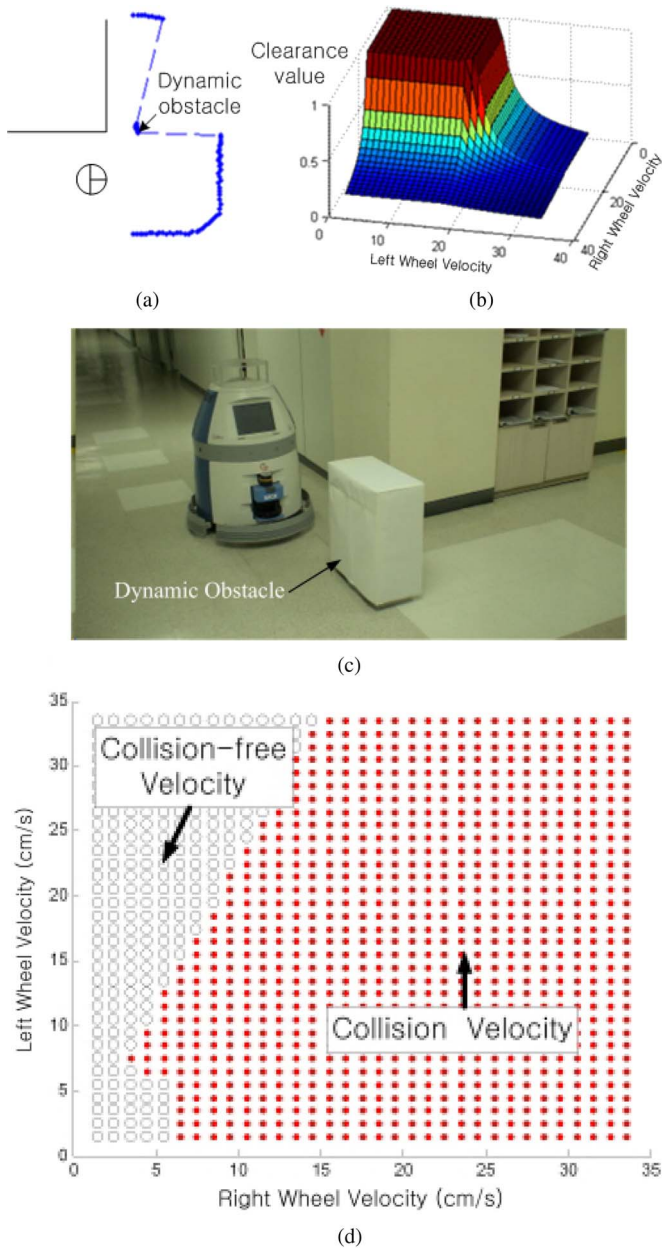 Dynamic
obstacle
(a)
Clearance
value
1
0.5
0
0
10
20
30
40
Left Wheel Velocity
0
20
40
Right Wheel Velocity
(b)
Dynamic Obstacle
(c)
35
30
25
20
15
10
5
0
Left Wheel Velocity (cm/s)
Collision-free
Velocity
Collision Velocity
0
5
10
15
20
25
30
35
Right Wheel Velocity (cm/s)
(d)